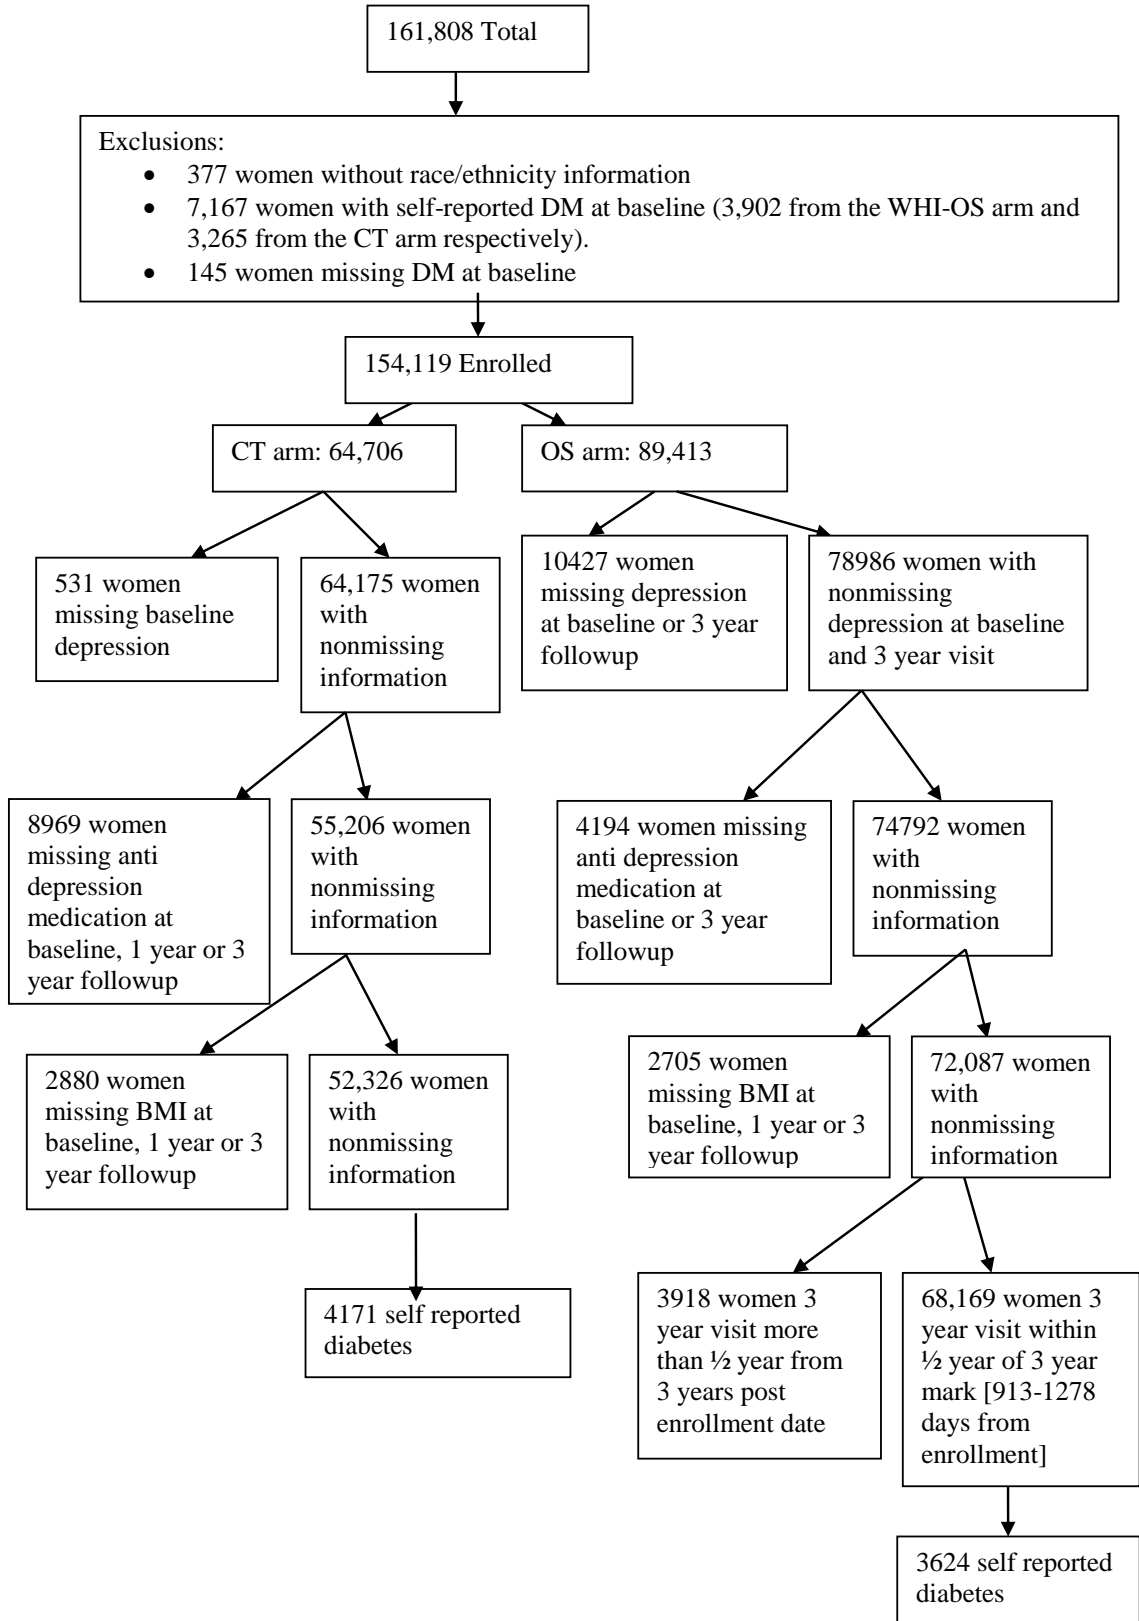 161,808 Total
Exclusions:
• 377 women without race/ethnicity information
• 7,167 women with self-reported DM at baseline (3,902 from the WHI-OS arm and
3,265 from the CT arm respectively).
• 145 women missing DM at baseline
154,119 Enrolled
CT arm: 64,706
OS arm: 89,413
531 women
missing baseline
depression
64,175 women
with
nonmissing
information
10427 women
missing depression
at baseline or 3 year
followup
78986 women with
nonmissing
depression at baseline
and 3 year visit
8969 women
missing anti
depression
medication at
baseline, 1 year or 3
year followup
55,206 women
with
nonmissing
information
4194 women missing
anti depression
medication at
baseline or 3 year
followup
74792 women
with
nonmissing
information
2880 women
missing BMI at
baseline, 1 year or 3
year followup
52,326 women
with
nonmissing
information
2705 women
missing BMI at
baseline, 1 year or 3
year followup
72,087 women
with
nonmissing
information
4171 self reported
diabetes
3918 women 3
year visit more
than ½ year from
3 years post
enrollment date
68,169 women 3
year visit within
½ year of 3 year
mark [913-1278
days from
enrollment]
3624 self reported
diabetes